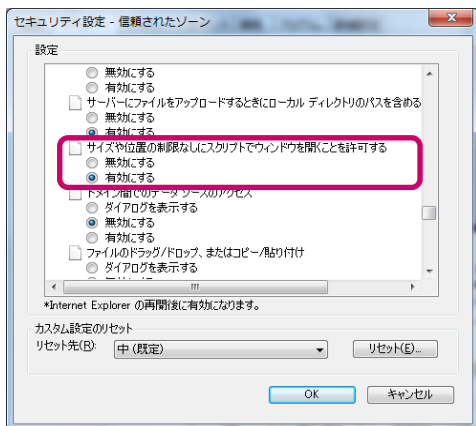 セキュリティ設定 - 信頼されたゾーン
設定
無効にする
有効にする
サーバーにファイルをアップロードするときにローカル ディレクトリのパスを含める
無効にする
有効にする
サイズや位置の制限なしにスクリプトでウィンドウを開くことを許可する
無効にする
有効にする
ドメイン間でのデータ ソースのアクセス
ダイアログを表示する
無効にする
有効にする
ファイルのドラッグ/ドロップ、またはコピー/貼り付け
ダイアログを表示する
*Internet Explorer の再開後に有効になります。
カスタム設定のリセット
リセット先(R): 中 (既定) リセット(E)...
OK キャンセル